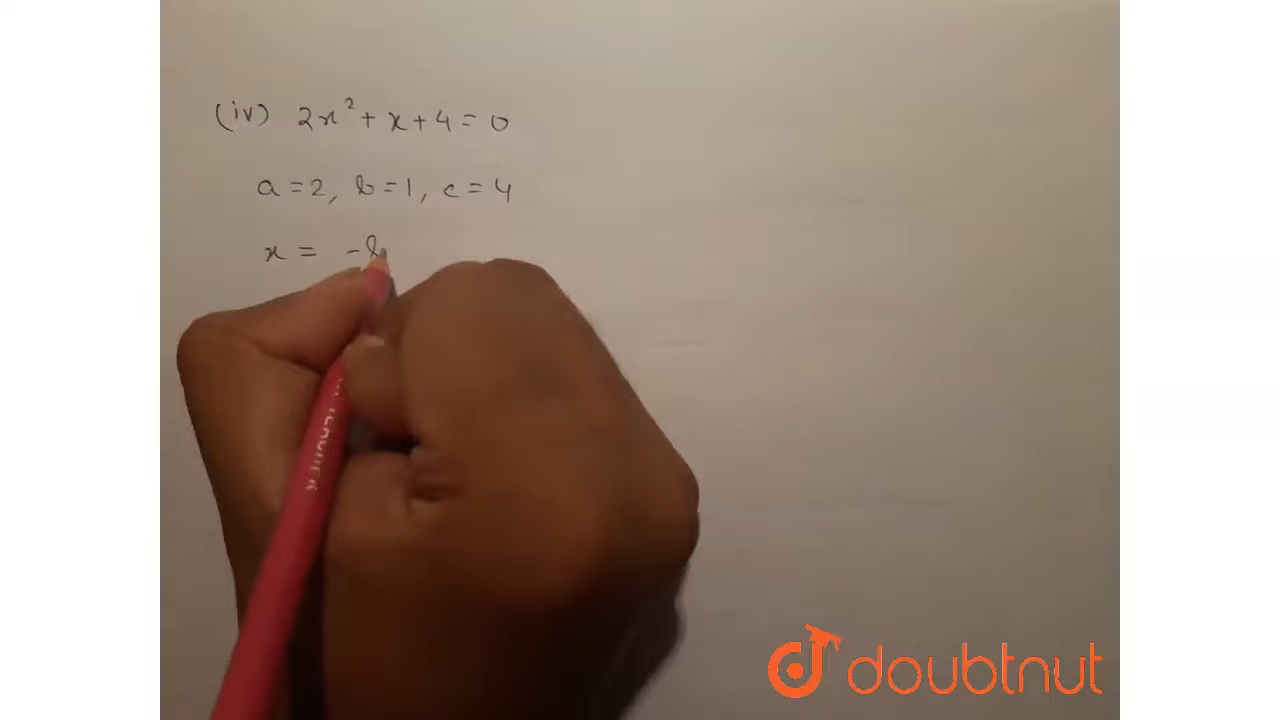 (iv) 2x² + x + 4 = 0
a = 2, b = 1, c = 4
x = -b
doubtnut